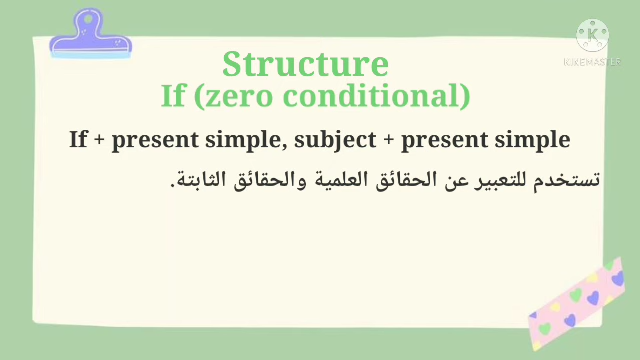 Structure
If (zero conditional)
If + present simple, subject + present simple
تستخدم للتعبير عن الحقائق العلمية والحقائق الثابتة.
K
KINEMASTER